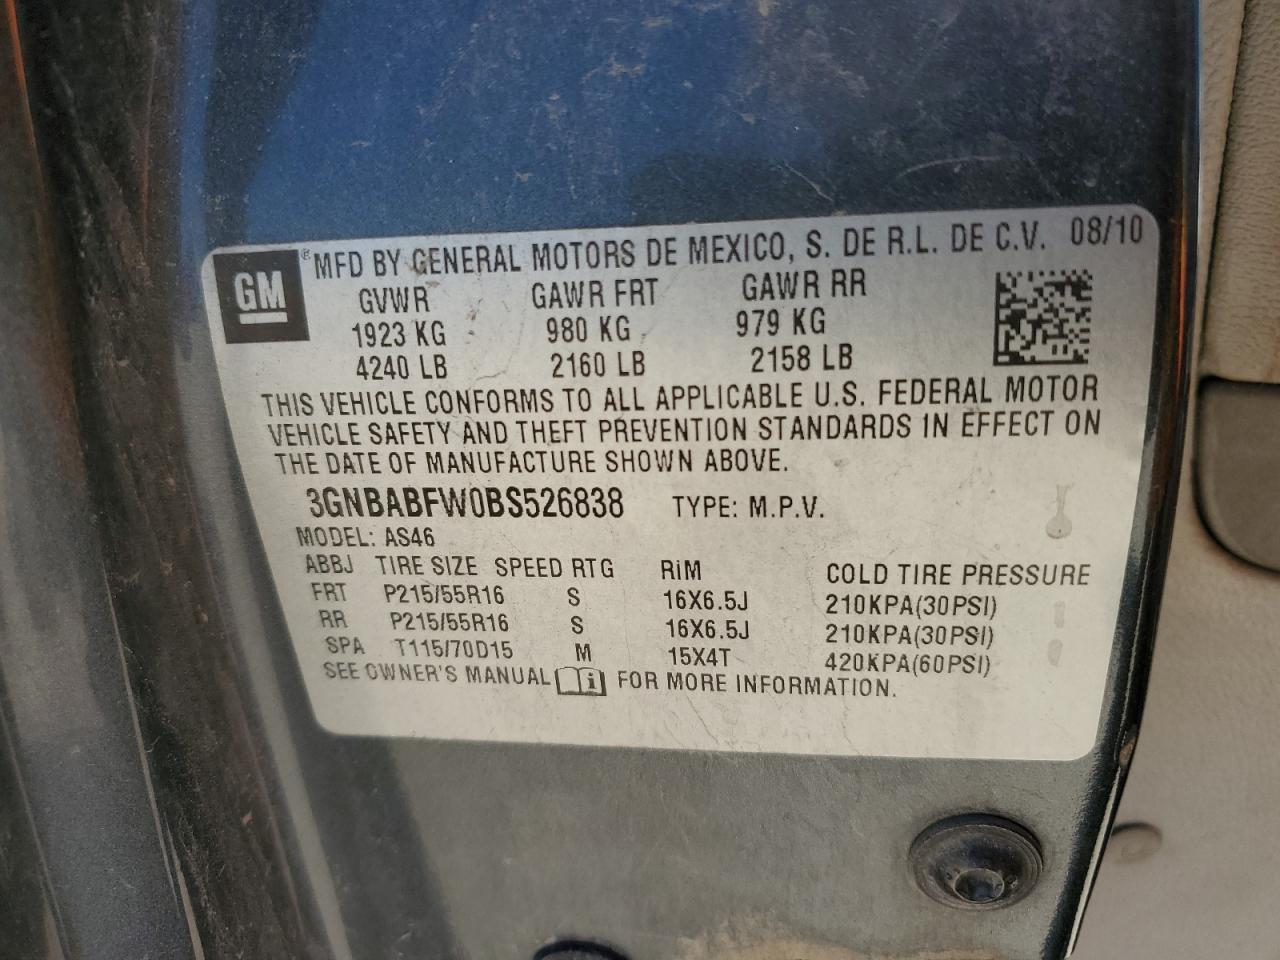 GM ® MFD BY GENERAL MOTORS DE MEXICO, S. DE R.L. DE C.V. 08/10
GVWR GAWR FRT GAWR RR
1923 KG 980 KG 979 KG
4240 LB 2160 LB 2158 LB
THIS VEHICLE CONFORMS TO ALL APPLICABLE U.S. FEDERAL MOTOR
VEHICLE SAFETY AND THEFT PREVENTION STANDARDS IN EFFECT ON
THE DATE OF MANUFACTURE SHOWN ABOVE.
3GNBABFW0BS526838 TYPE: M.P.V.
MODEL: AS46
ABBJ TIRE SIZE SPEED RTG RiM COLD TIRE PRESSURE
FRT P215/55R16 S 16X6.5J 210KPA(30PSI)
RR P215/55R16 S 16X6.5J 210KPA(30PSI)
SPA T115/70D15 M 15X4T 420KPA(60PSI)
SEE OWNER'S MANUAL i FOR MORE INFORMATION.